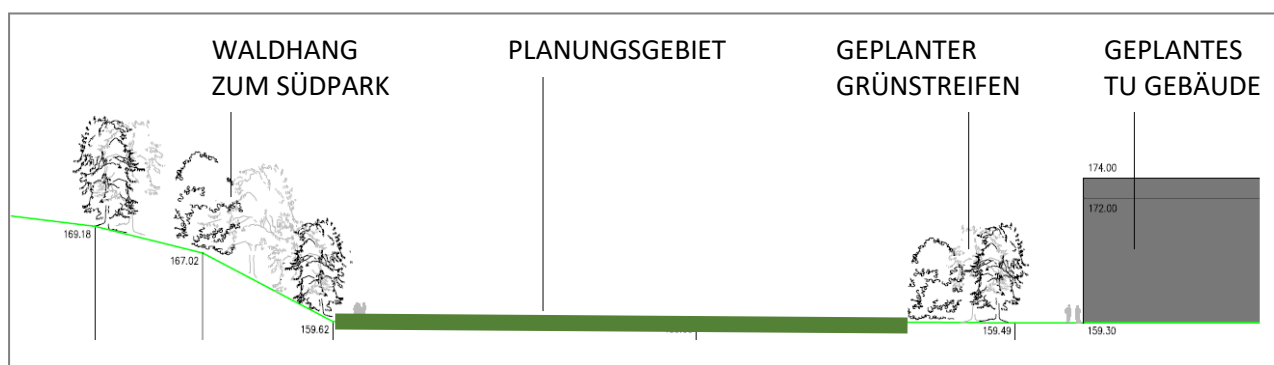 WALDHANG
ZUM SÜDPARK
PLANUNGSGEBIET
GEPLANTER
GRÜNSTREIFEN
GEPLANTES
TU GEBÄUDE
174.00
172.00
169.18
167.02
159.62
159.49
159.30